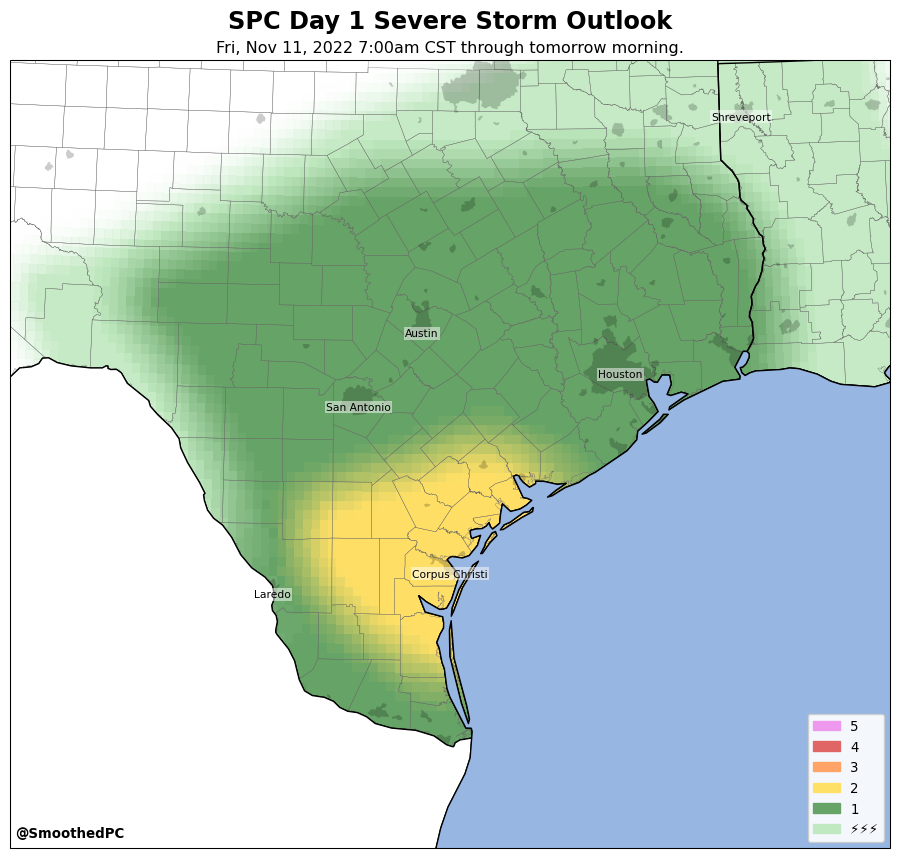 SPC Day 1 Severe Storm Outlook
Fri, Nov 11, 2022 7:00am CST through tomorrow morning.
Shreveport
Austin
Houston
San Antonio
Corpus Christi
Laredo
5
4
3
2
1
⚡⚡⚡
@SmoothedPC